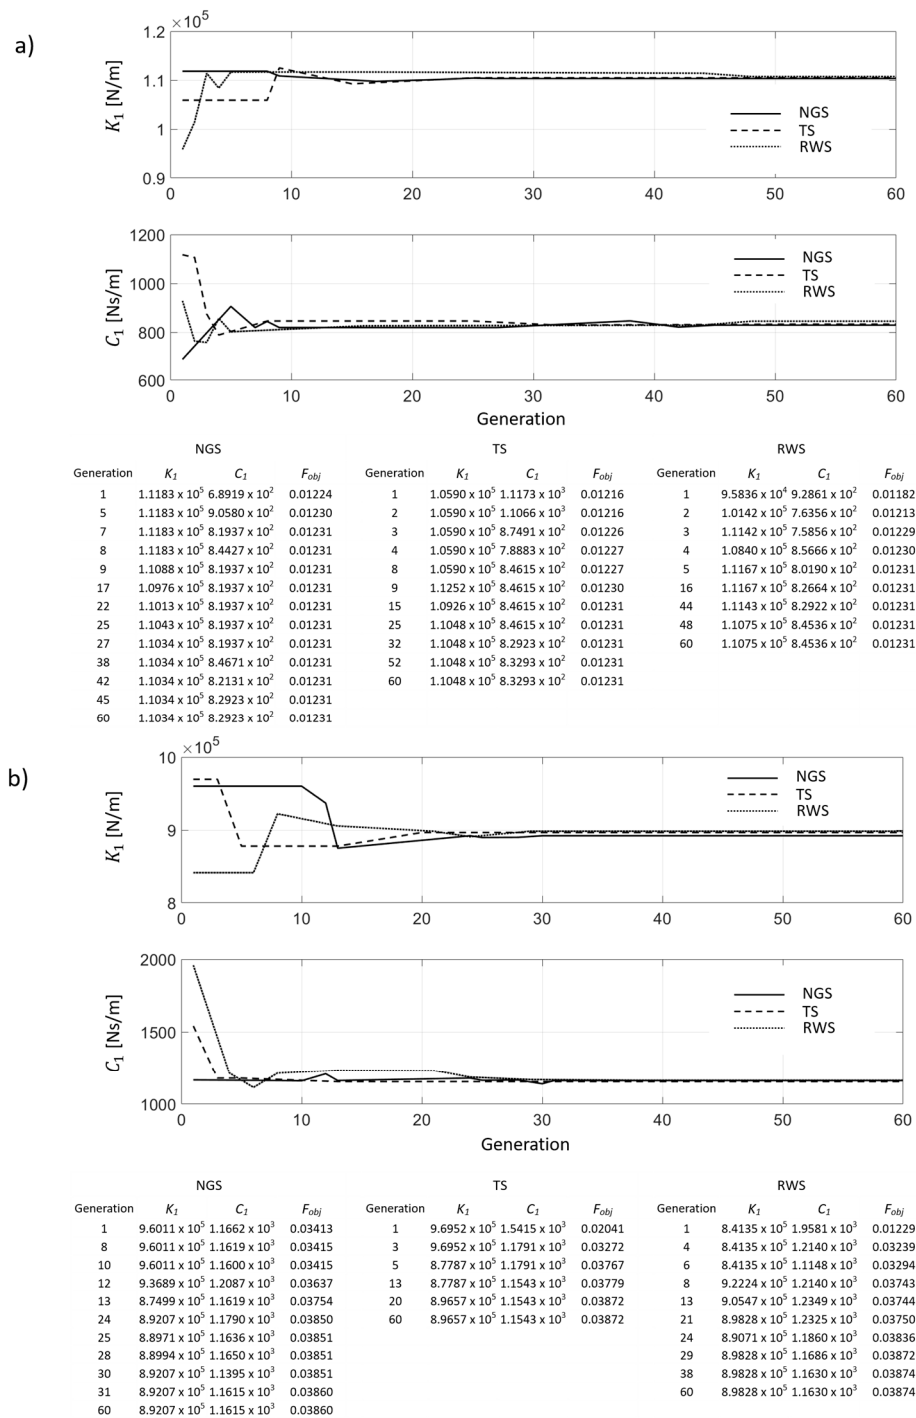 a)
×10⁵
1.2
1.1
1
0.9
K₁ [N/m]
NGS
TS
RWS
0 10 20 30 40 50 60
1200
1000
800
600
C₁ [Ns/m]
NGS
TS
RWS
0 10 20 30 40 50 60
Generation
NGS TS RWS
Generation K₁ C₁ F_obj Generation K₁ C₁ F_obj Generation K₁ C₁ F_obj
1 1.1183 x 10⁵ 6.8919 x 10² 0.01224 1 1.0590 x 10⁵ 1.1173 x 10³ 0.01216 1 9.5836 x 10⁴ 9.2861 x 10² 0.01182
5 1.1183 x 10⁵ 9.0580 x 10² 0.01230 2 1.0590 x 10⁵ 1.1066 x 10³ 0.01216 2 1.0142 x 10⁵ 7.6356 x 10² 0.01213
7 1.1183 x 10⁵ 8.1937 x 10² 0.01231 3 1.0590 x 10⁵ 8.7491 x 10² 0.01226 3 1.1142 x 10⁵ 7.5856 x 10² 0.01229
8 1.1183 x 10⁵ 8.4427 x 10² 0.01231 4 1.0590 x 10⁵ 7.8883 x 10² 0.01227 4 1.0840 x 10⁵ 8.5666 x 10² 0.01230
9 1.1088 x 10⁵ 8.1937 x 10² 0.01231 8 1.0590 x 10⁵ 8.4615 x 10² 0.01227 5 1.1167 x 10⁵ 8.0190 x 10² 0.01231
17 1.0976 x 10⁵ 8.1937 x 10² 0.01231 9 1.1252 x 10⁵ 8.4615 x 10² 0.01230 16 1.1167 x 10⁵ 8.2664 x 10² 0.01231
22 1.1013 x 10⁵ 8.1937 x 10² 0.01231 15 1.0926 x 10⁵ 8.4615 x 10² 0.01231 44 1.1143 x 10⁵ 8.2922 x 10² 0.01231
25 1.1043 x 10⁵ 8.1937 x 10² 0.01231 25 1.1048 x 10⁵ 8.4615 x 10² 0.01231 48 1.1075 x 10⁵ 8.4536 x 10² 0.01231
27 1.1034 x 10⁵ 8.1937 x 10² 0.01231 32 1.1048 x 10⁵ 8.2923 x 10² 0.01231 60 1.1075 x 10⁵ 8.4536 x 10² 0.01231
38 1.1034 x 10⁵ 8.4671 x 10² 0.01231 52 1.1048 x 10⁵ 8.3293 x 10² 0.01231
42 1.1034 x 10⁵ 8.2131 x 10² 0.01231 60 1.1048 x 10⁵ 8.3293 x 10² 0.01231
45 1.1034 x 10⁵ 8.2923 x 10² 0.01231
60 1.1034 x 10⁵ 8.2923 x 10² 0.01231
b)
×10⁵
10
9
8
K₁ [N/m]
NGS
TS
RWS
0 10 20 30 40 50 60
2000
1500
1000
C₁ [Ns/m]
NGS
TS
RWS
0 10 20 30 40 50 60
Generation
NGS TS RWS
Generation K₁ C₁ F_obj Generation K₁ C₁ F_obj Generation K₁ C₁ F_obj
1 9.6011 x 10⁵ 1.1662 x 10³ 0.03413 1 9.6952 x 10⁵ 1.5415 x 10³ 0.02041 1 8.4135 x 10⁵ 1.9581 x 10³ 0.01229
8 9.6011 x 10⁵ 1.1619 x 10³ 0.03415 3 9.6952 x 10⁵ 1.1791 x 10³ 0.03272 4 8.4135 x 10⁵ 1.2140 x 10³ 0.03239
10 9.6011 x 10⁵ 1.1600 x 10³ 0.03415 5 8.7787 x 10⁵ 1.1791 x 10³ 0.03767 6 8.4135 x 10⁵ 1.1148 x 10³ 0.03294
12 9.3689 x 10⁵ 1.2087 x 10³ 0.03637 13 8.7787 x 10⁵ 1.1543 x 10³ 0.03779 8 9.2224 x 10⁵ 1.2140 x 10³ 0.03743
13 8.7499 x 10⁵ 1.1619 x 10³ 0.03754 20 8.9657 x 10⁵ 1.1543 x 10³ 0.03872 13 9.0547 x 10⁵ 1.2349 x 10³ 0.03744
24 8.9207 x 10⁵ 1.1790 x 10³ 0.03850 60 8.9657 x 10⁵ 1.1543 x 10³ 0.03872 21 8.9828 x 10⁵ 1.2325 x 10³ 0.03750
25 8.8971 x 10⁵ 1.1636 x 10³ 0.03851 24 8.9071 x 10⁵ 1.1860 x 10³ 0.03836
28 8.8994 x 10⁵ 1.1650 x 10³ 0.03851 29 8.9828 x 10⁵ 1.1686 x 10³ 0.03872
30 8.9207 x 10⁵ 1.1395 x 10³ 0.03851 38 8.9828 x 10⁵ 1.1630 x 10³ 0.03874
31 8.9207 x 10⁵ 1.1615 x 10³ 0.03860 60 8.9828 x 10⁵ 1.1630 x 10³ 0.03874
60 8.9207 x 10⁵ 1.1615 x 10³ 0.03860